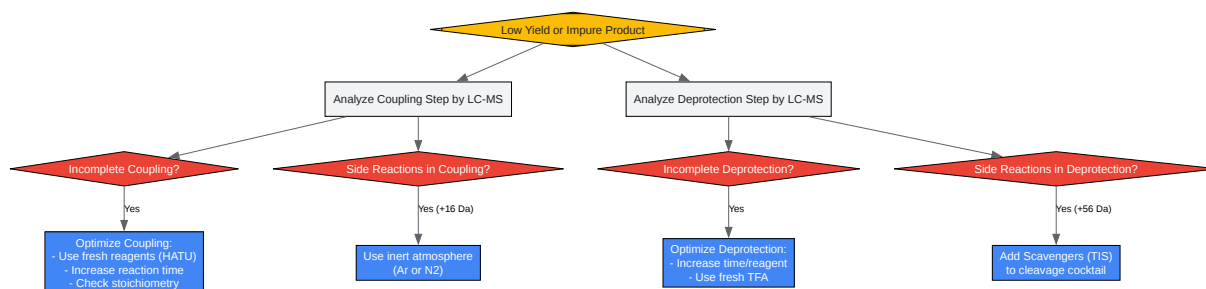 Low Yield or Impure Product
Analyze Coupling Step by LC-MS
Analyze Deprotection Step by LC-MS
Incomplete Coupling?
Side Reactions in Coupling?
Incomplete Deprotection?
Side Reactions in Deprotection?
Yes
Yes (+16 Da)
Yes
Yes (+56 Da)
Optimize Coupling:
- Use fresh reagents (HATU)
- Increase reaction time
- Check stoichiometry
Use inert atmosphere
(Ar or N2)
Optimize Deprotection:
- Increase time/reagent
- Use fresh TFA
Add Scavengers (TIS)
to cleavage cocktail